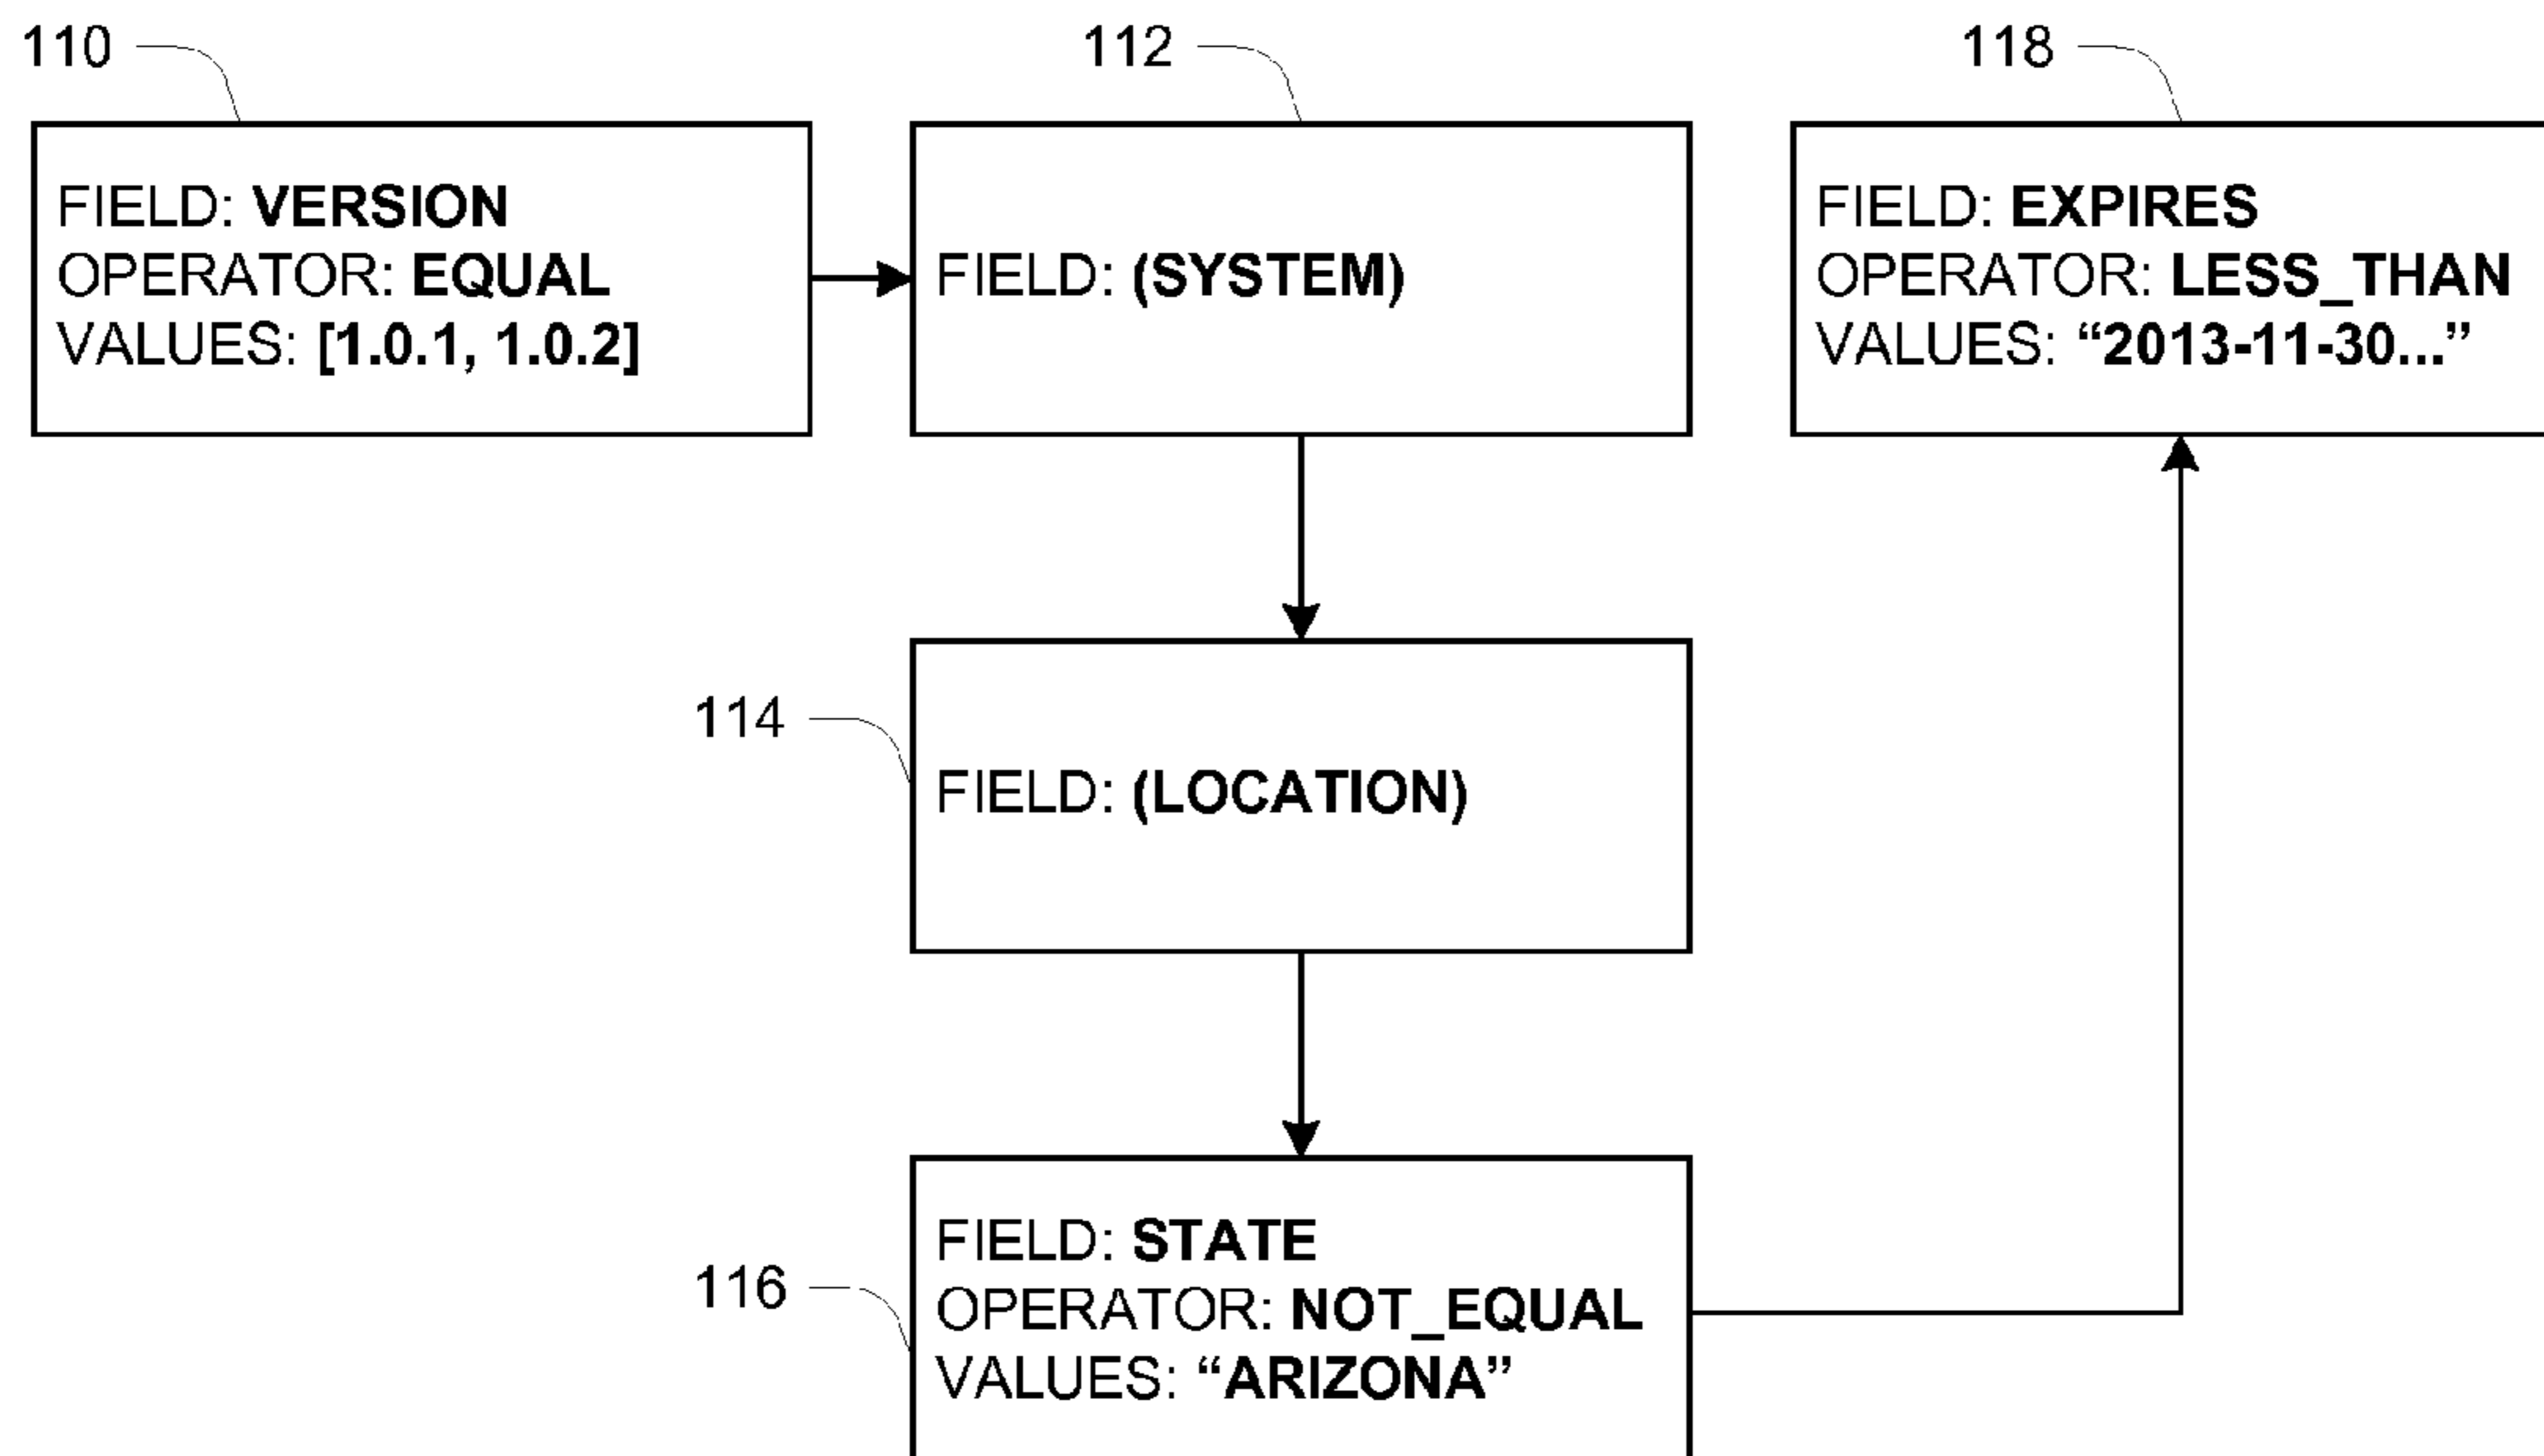 110
112
118
FIELD: VERSION
OPERATOR: EQUAL
VALUES: [1.0.1, 1.0.2]
FIELD: (SYSTEM)
FIELD: EXPIRES
OPERATOR: LESS_THAN
VALUES: “2013-11-30...”
114
FIELD: (LOCATION)
116
FIELD: STATE
OPERATOR: NOT_EQUAL
VALUES: “ARIZONA”